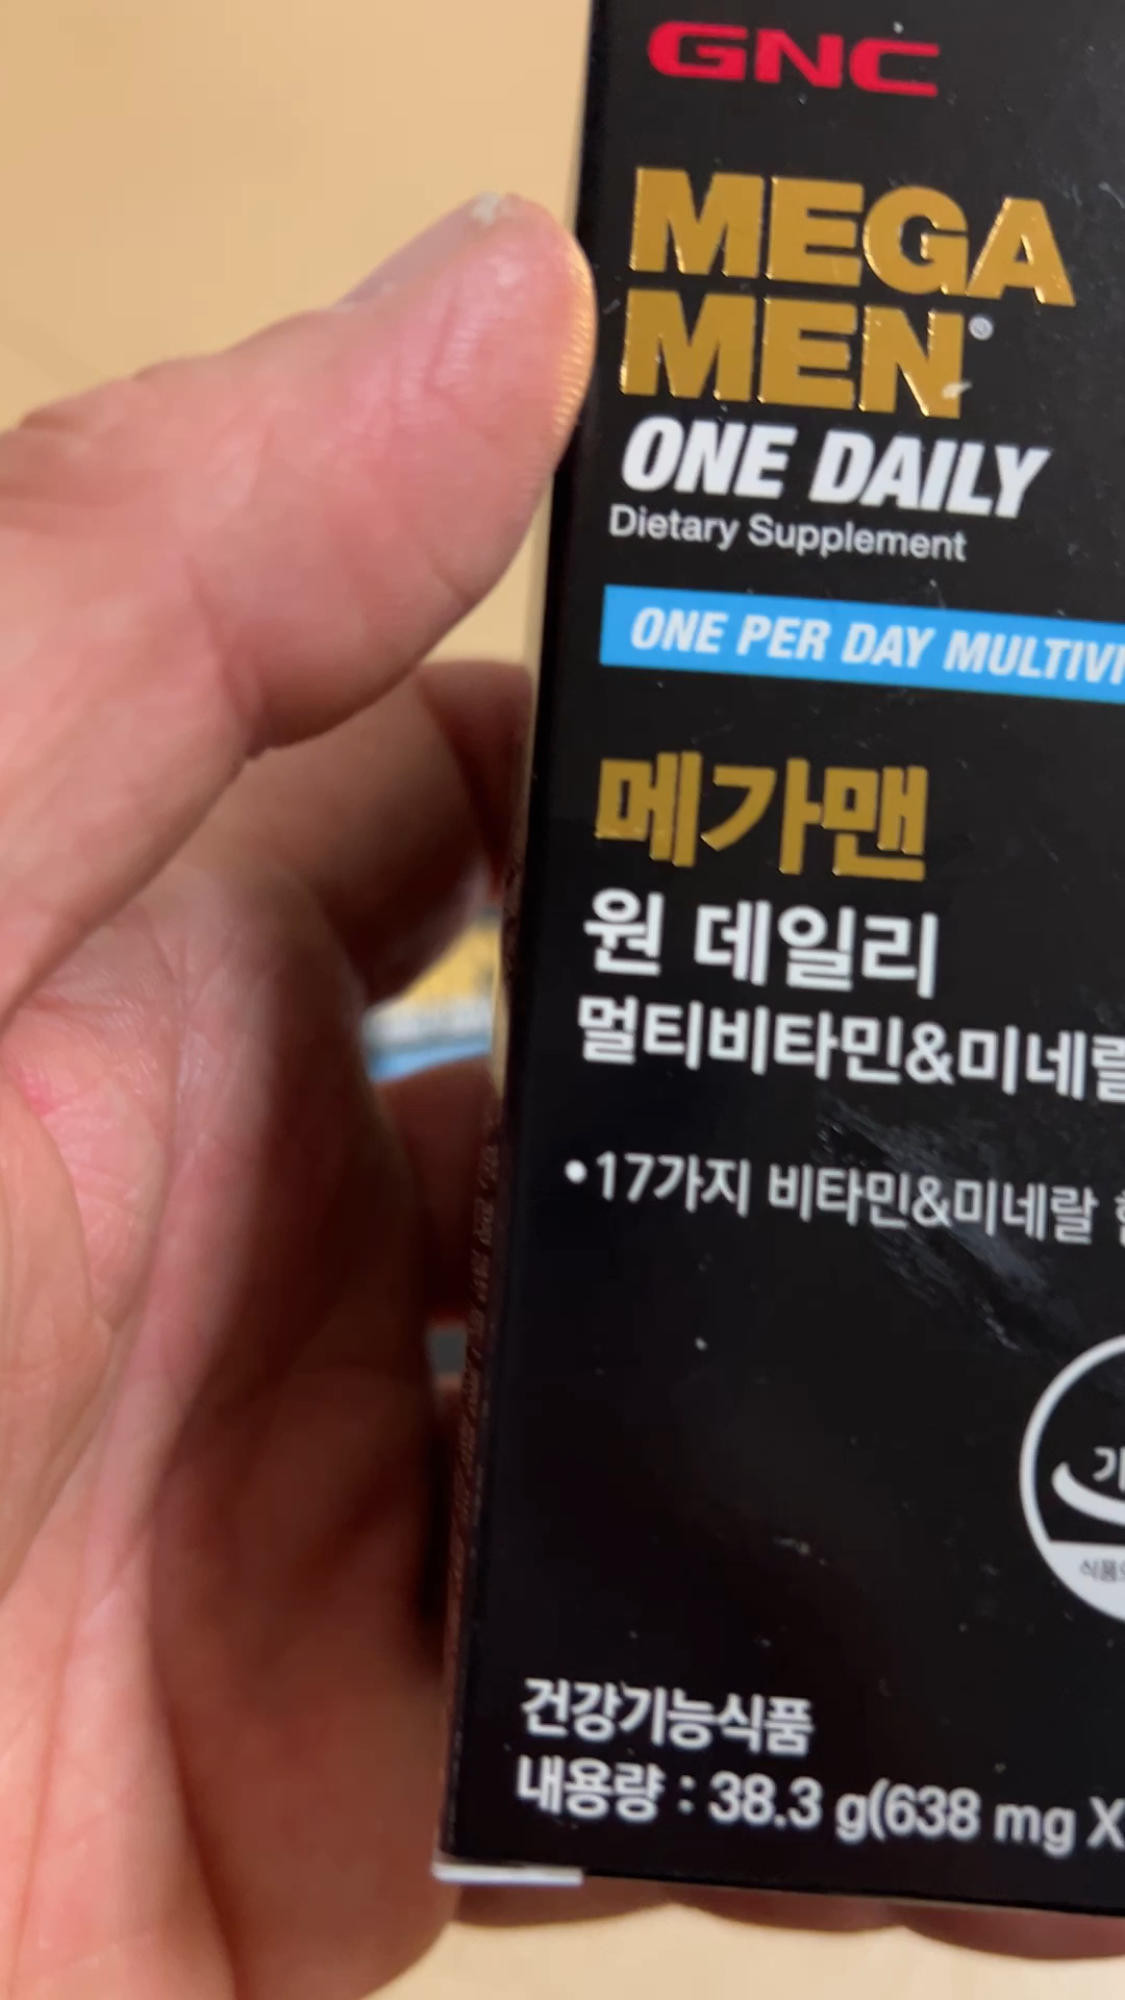 GNC
MEGA
MEN®
ONE DAILY
Dietary Supplement
ONE PER DAY MULTIVI
메가맨
원 데일리
멀티비타민&미네랄
•17가지 비타민&미네랄
건강기능식품
내용량 : 38.3 g(638 mg X